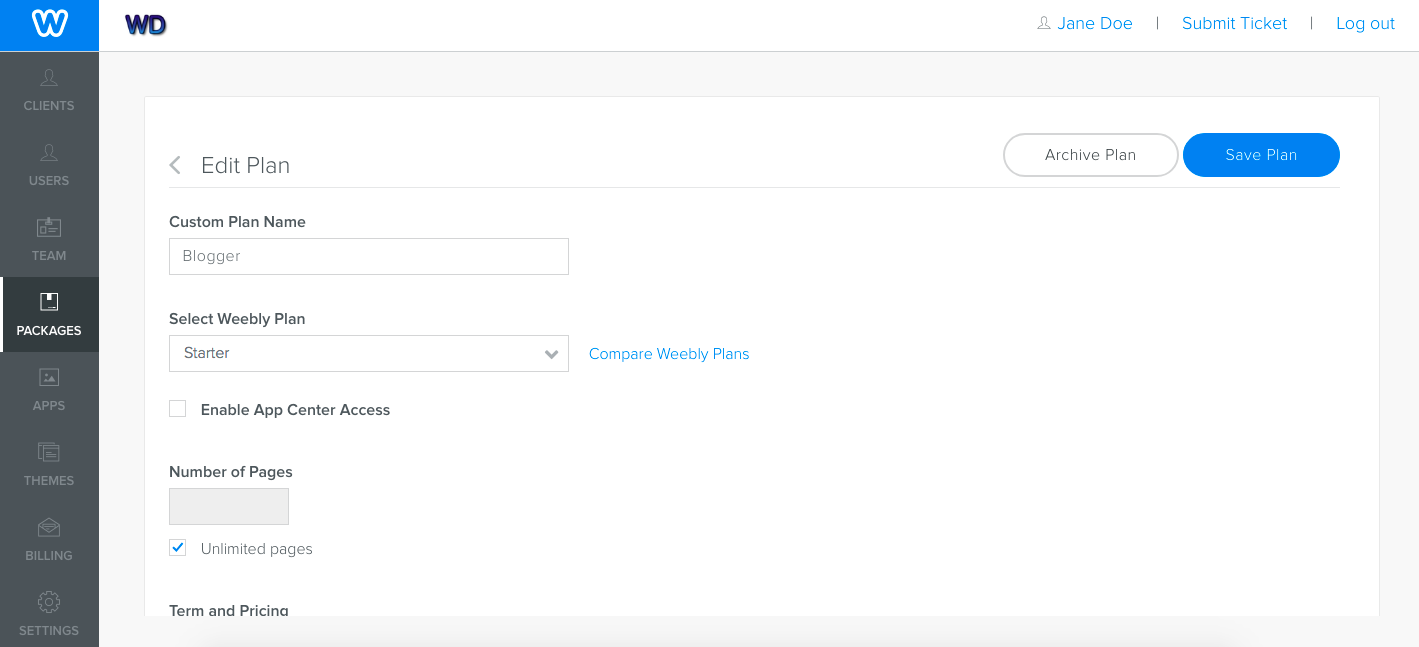 W
WD
Jane Doe | Submit Ticket | Log out
CLIENTS
USERS
TEAM
PACKAGES
APPS
THEMES
BILLING
SETTINGS
Edit Plan
Archive Plan
Save Plan
Custom Plan Name
Blogger
Select Weebly Plan
Starter
Compare Weebly Plans
Enable App Center Access
Number of Pages
Unlimited pages
Term and Pricing